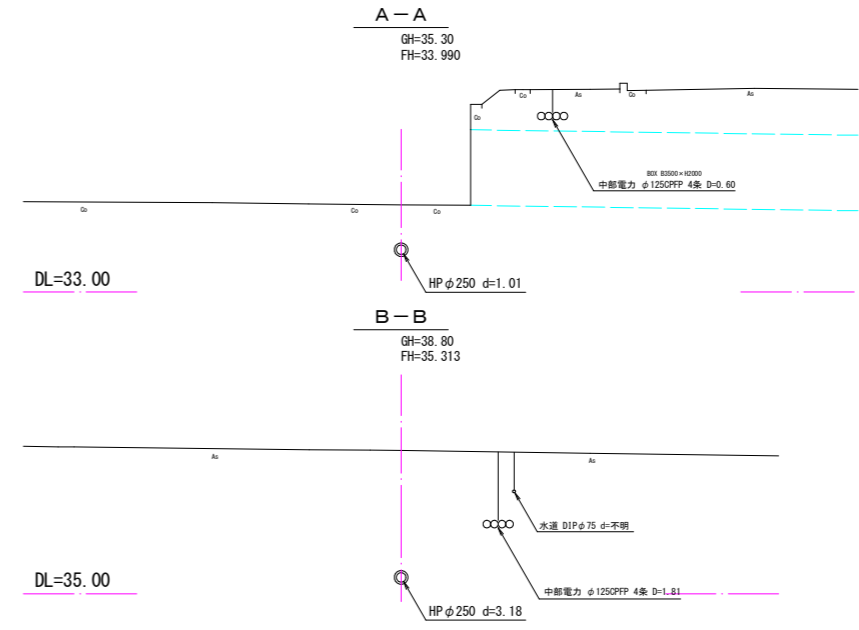 A－A
GH=35.30
FH=33.990
Co
As
Co
As
Co
BOX B3500×H2000
中部電力 φ125CPFP 4条 D=0.60
Co
Co
Co
DL=33.00
HPφ250 d=1.01
B－B
GH=38.80
FH=35.313
As
As
水道 DIPφ75 d=不明
DL=35.00
中部電力 φ125CPFP 4条 D=1.81
HPφ250 d=3.18